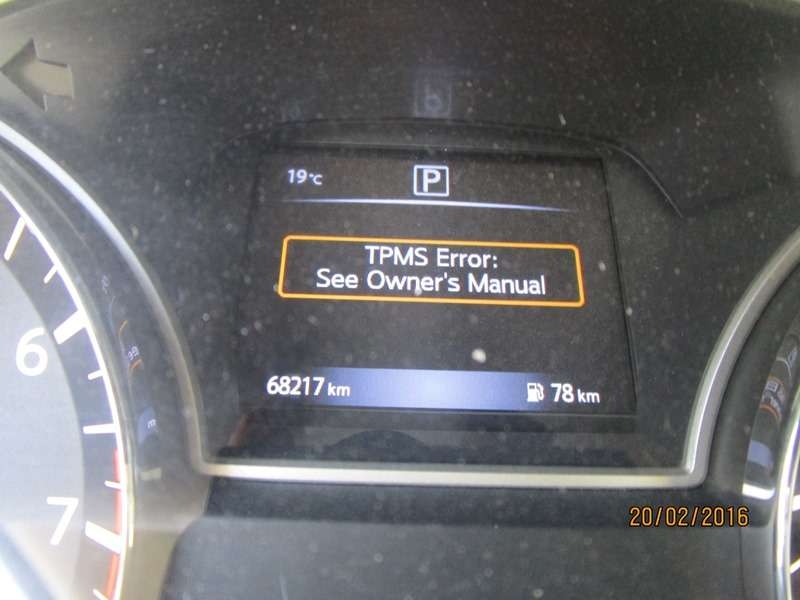 19°C
P
TPMS Error:
See Owner's Manual
68217 km
78 km
6
7
20/02/2016